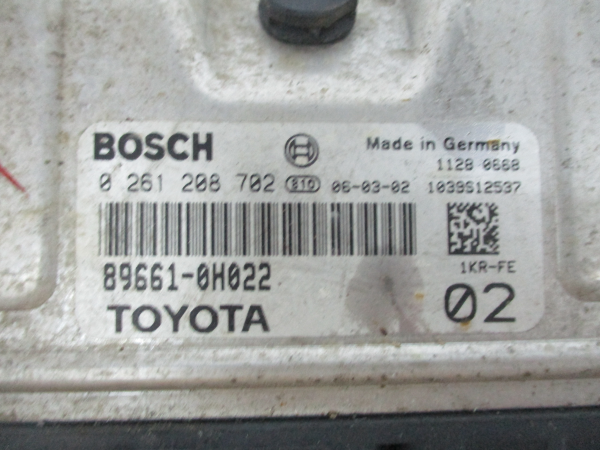 BOSCH Made in Germany
1128 0668
0 261 208 702 810 06-03-02 1039S12537
89661-0H022 1KR-FE
TOYOTA 02